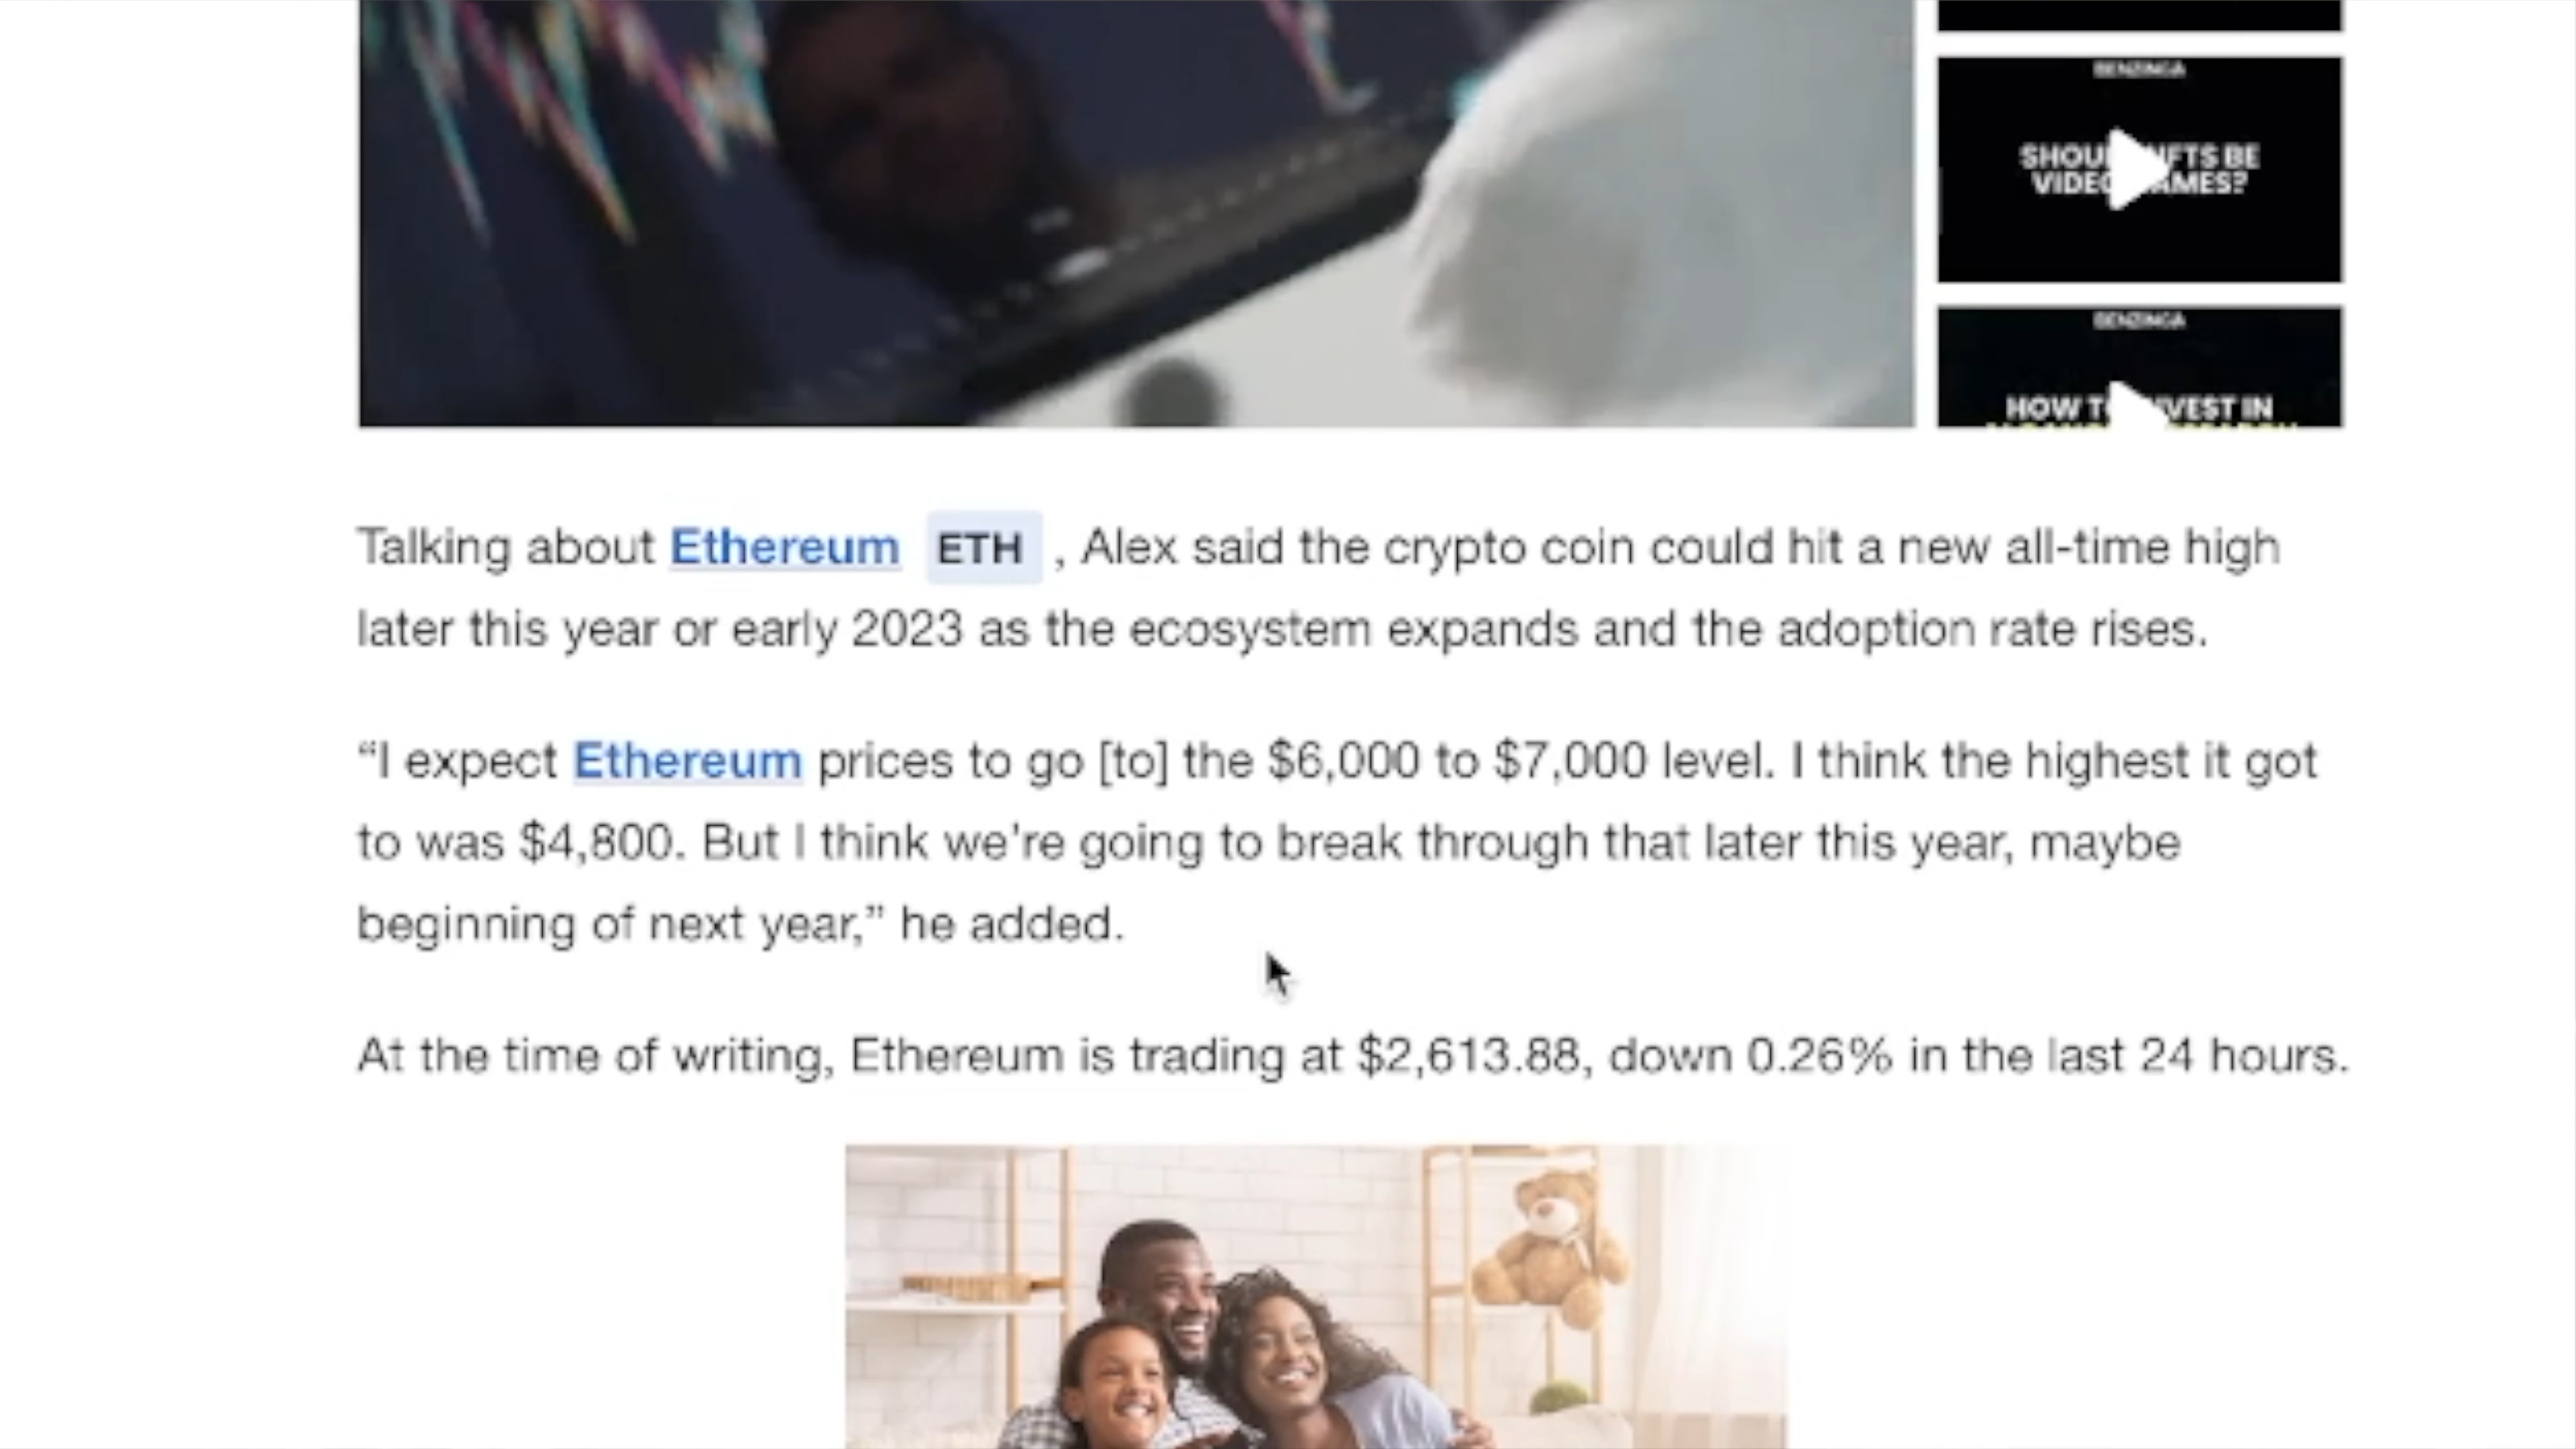 BENZINGA
BENZINGA
Talking about Ethereum ETH , Alex said the crypto coin could hit a new all-time high
later this year or early 2023 as the ecosystem expands and the adoption rate rises.
“I expect Ethereum prices to go [to] the $6,000 to $7,000 level. I think the highest it got
to was $4,800. But I think we’re going to break through that later this year, maybe
beginning of next year,” he added.
At the time of writing, Ethereum is trading at $2,613.88, down 0.26% in the last 24 hours.